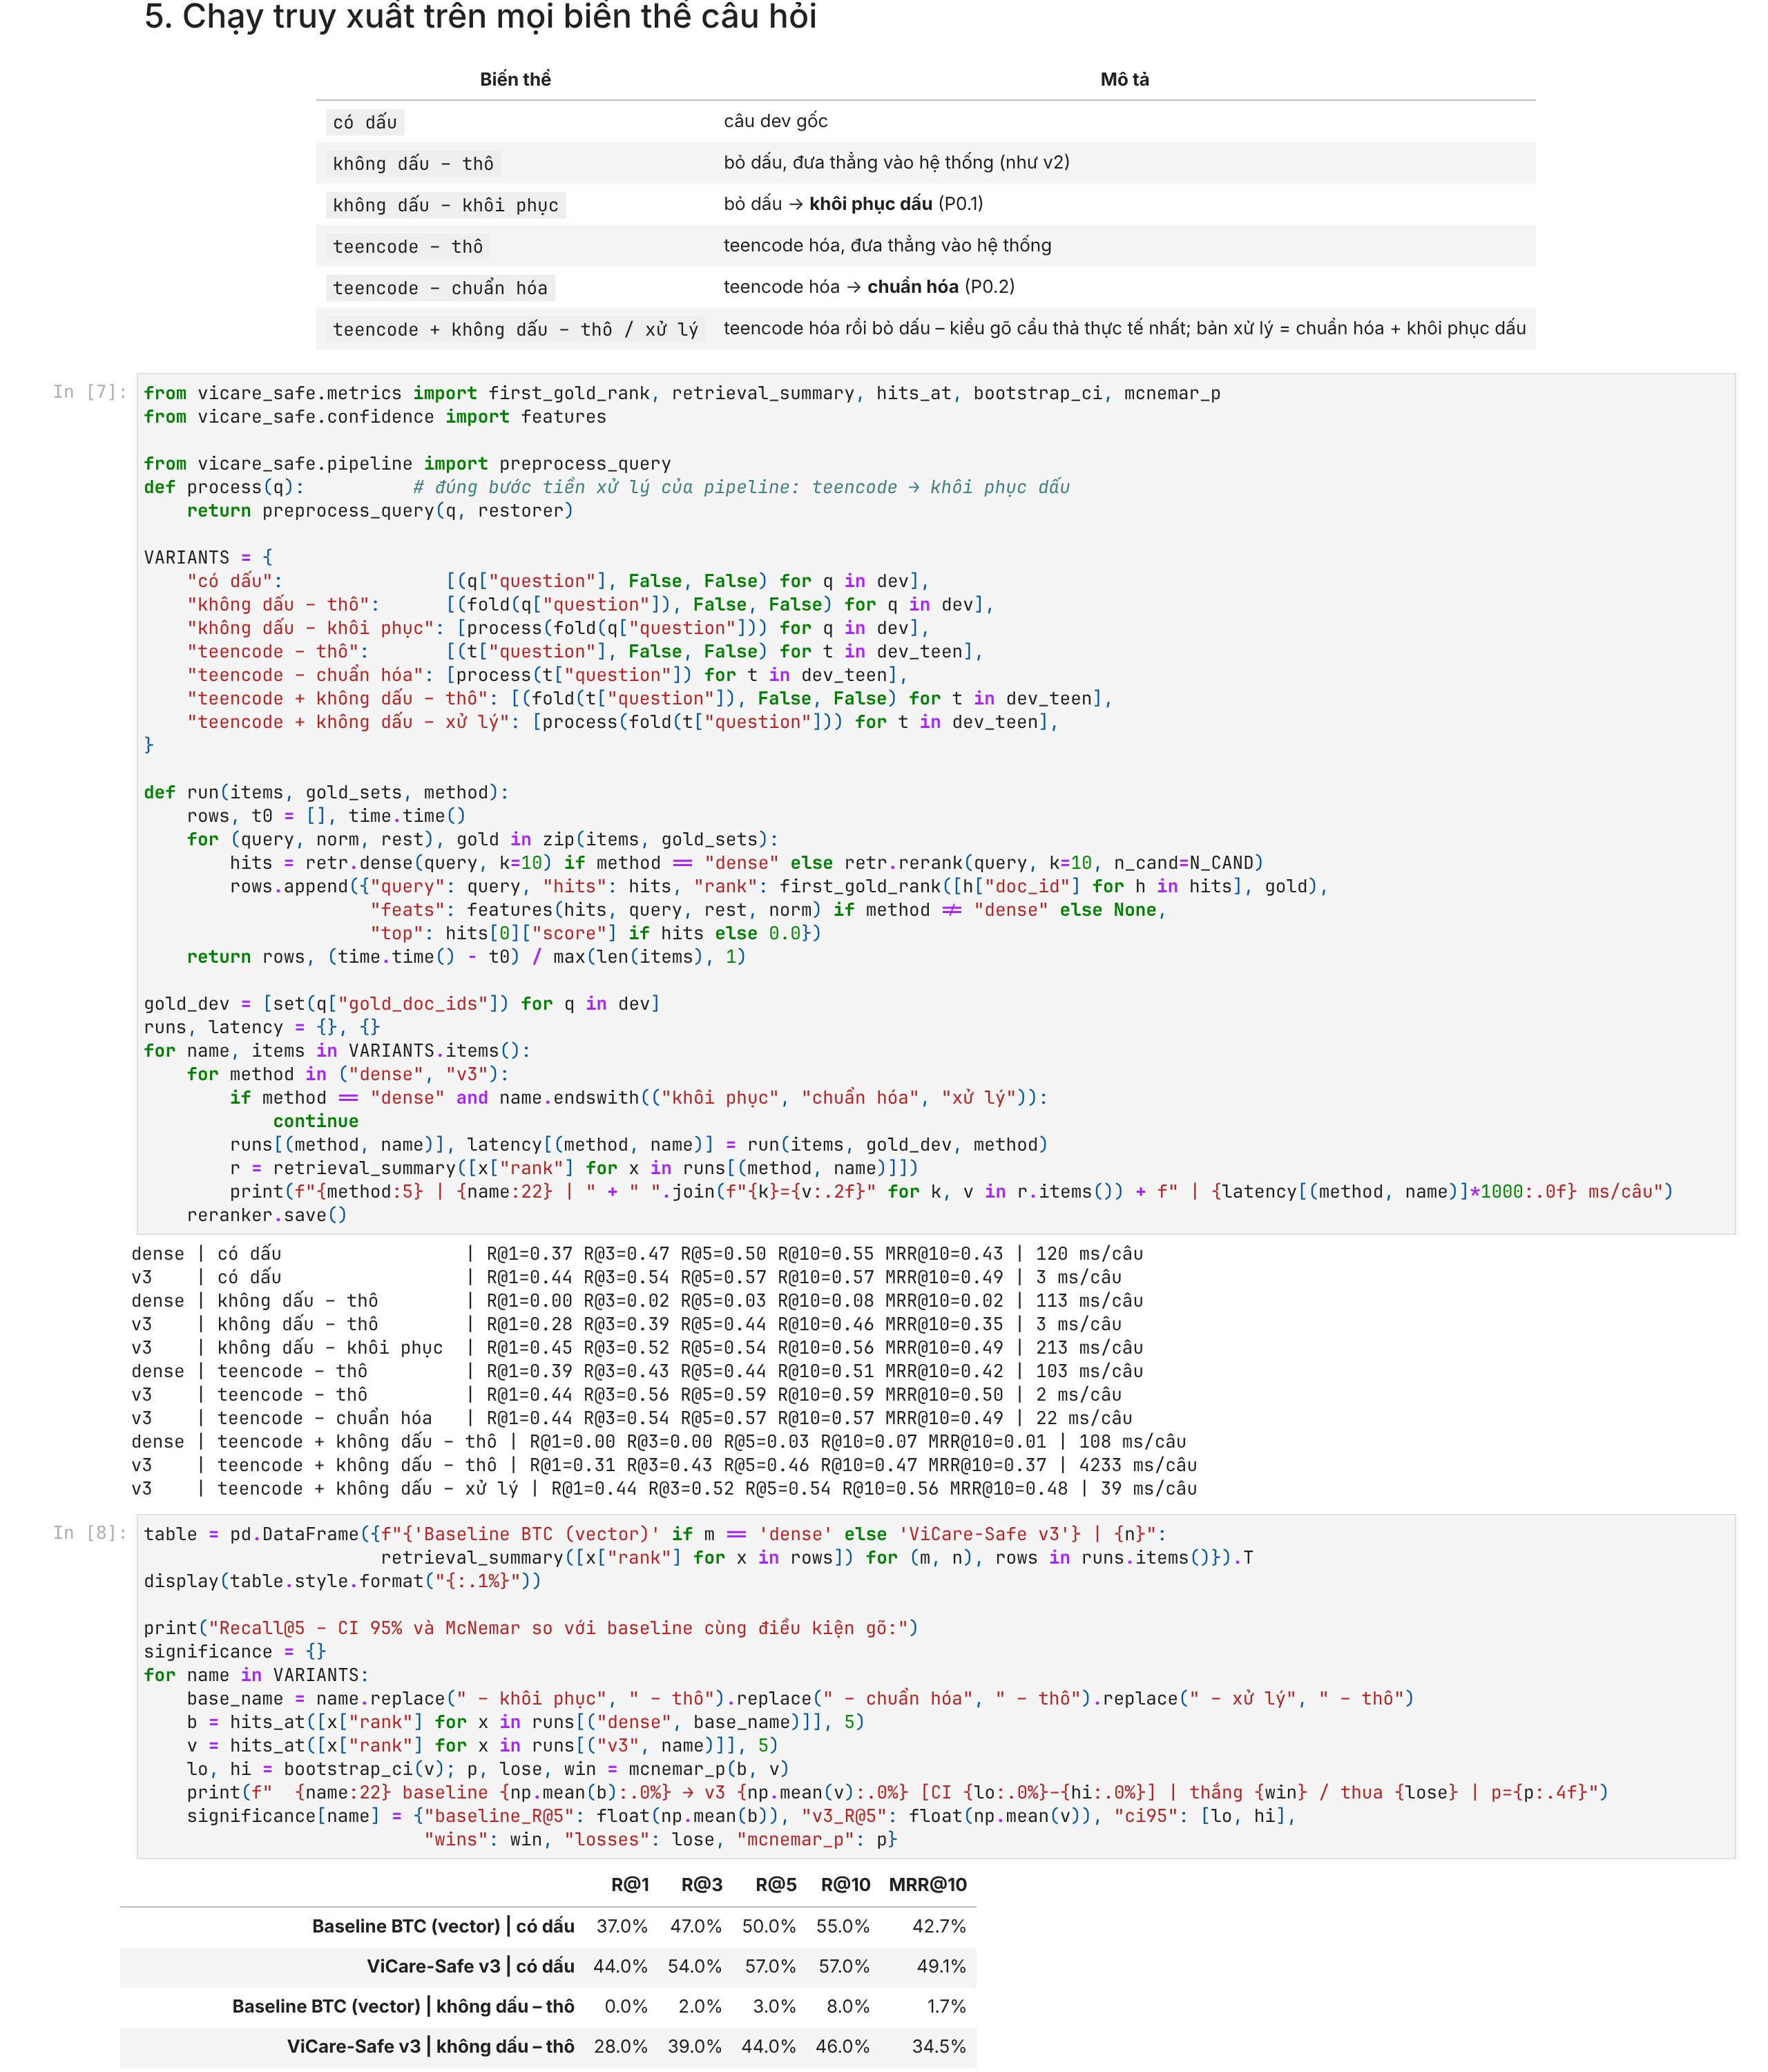 5. Chạy truy xuất trên mọi biến thể câu hỏi
Biến thể Mô tả
có dấu câu dev gốc
không dấu – thô bỏ dấu, đưa thẳng vào hệ thống (như v2)
không dấu – khôi phục bỏ dấu → khôi phục dấu (P0.1)
teencode – thô teencode hóa, đưa thẳng vào hệ thống
teencode – chuẩn hóa teencode hóa → chuẩn hóa (P0.2)
teencode + không dấu – thô / xử lý teencode hóa rồi bỏ dấu – kiểu gõ cẩu thả thực tế nhất; bản xử lý = chuẩn hóa + khôi phục dấu
In [7]:
from vicare_safe.metrics import first_gold_rank, retrieval_summary, hits_at, bootstrap_ci, mcnemar_p
from vicare_safe.confidence import features

from vicare_safe.pipeline import preprocess_query
def process(q):          # đúng bước tiền xử lý của pipeline: teencode → khôi phục dấu
    return preprocess_query(q, restorer)

VARIANTS = {
    "có dấu":               [(q["question"], False, False) for q in dev],
    "không dấu – thô":      [(fold(q["question"]), False, False) for q in dev],
    "không dấu – khôi phục": [process(fold(q["question"])) for q in dev],
    "teencode – thô":       [(t["question"], False, False) for t in dev_teen],
    "teencode – chuẩn hóa": [process(t["question"]) for t in dev_teen],
    "teencode + không dấu – thô": [(fold(t["question"]), False, False) for t in dev_teen],
    "teencode + không dấu – xử lý": [process(fold(t["question"])) for t in dev_teen],
}

def run(items, gold_sets, method):
    rows, t0 = [], time.time()
    for (query, norm, rest), gold in zip(items, gold_sets):
        hits = retr.dense(query, k=10) if method == "dense" else retr.rerank(query, k=10, n_cand=N_CAND)
        rows.append({"query": query, "hits": hits, "rank": first_gold_rank([h["doc_id"] for h in hits], gold),
                     "feats": features(hits, query, rest, norm) if method != "dense" else None,
                     "top": hits[0]["score"] if hits else 0.0})
    return rows, (time.time() - t0) / max(len(items), 1)

gold_dev = [set(q["gold_doc_ids"]) for q in dev]
runs, latency = {}, {}
for name, items in VARIANTS.items():
    for method in ("dense", "v3"):
        if method == "dense" and name.endswith(("khôi phục", "chuẩn hóa", "xử lý")):
            continue
        runs[(method, name)], latency[(method, name)] = run(items, gold_dev, method)
        r = retrieval_summary([x["rank"] for x in runs[(method, name)]])
        print(f"{method:5} | {name:22} | " + " ".join(f"{k}={v:.2f}" for k, v in r.items()) + f" | {latency[(method, name)]*1000:.0f} ms/câu")
    reranker.save()
dense | có dấu                 | R@1=0.37 R@3=0.47 R@5=0.50 R@10=0.55 MRR@10=0.43 | 120 ms/câu
v3    | có dấu                 | R@1=0.44 R@3=0.54 R@5=0.57 R@10=0.57 MRR@10=0.49 | 3 ms/câu
dense | không dấu – thô        | R@1=0.00 R@3=0.02 R@5=0.03 R@10=0.08 MRR@10=0.02 | 113 ms/câu
v3    | không dấu – thô        | R@1=0.28 R@3=0.39 R@5=0.44 R@10=0.46 MRR@10=0.35 | 3 ms/câu
v3    | không dấu – khôi phục  | R@1=0.45 R@3=0.52 R@5=0.54 R@10=0.56 MRR@10=0.49 | 213 ms/câu
dense | teencode – thô         | R@1=0.39 R@3=0.43 R@5=0.44 R@10=0.51 MRR@10=0.42 | 103 ms/câu
v3    | teencode – thô         | R@1=0.44 R@3=0.56 R@5=0.59 R@10=0.59 MRR@10=0.50 | 2 ms/câu
v3    | teencode – chuẩn hóa   | R@1=0.44 R@3=0.54 R@5=0.57 R@10=0.57 MRR@10=0.49 | 22 ms/câu
dense | teencode + không dấu – thô | R@1=0.00 R@3=0.00 R@5=0.03 R@10=0.07 MRR@10=0.01 | 108 ms/câu
v3    | teencode + không dấu – thô | R@1=0.31 R@3=0.43 R@5=0.46 R@10=0.47 MRR@10=0.37 | 4233 ms/câu
v3    | teencode + không dấu – xử lý | R@1=0.44 R@3=0.52 R@5=0.54 R@10=0.56 MRR@10=0.48 | 39 ms/câu
In [8]:
table = pd.DataFrame({f"{'Baseline BTC (vector)' if m == 'dense' else 'ViCare-Safe v3'} | {n}":
                      retrieval_summary([x["rank"] for x in rows]) for (m, n), rows in runs.items()}).T
display(table.style.format("{:.1%}"))

print("Recall@5 – CI 95% và McNemar so với baseline cùng điều kiện gõ:")
significance = {}
for name in VARIANTS:
    base_name = name.replace(" – khôi phục", " – thô").replace(" – chuẩn hóa", " – thô").replace(" – xử lý", " – thô")
    b = hits_at([x["rank"] for x in runs[("dense", base_name)]], 5)
    v = hits_at([x["rank"] for x in runs[("v3", name)]], 5)
    lo, hi = bootstrap_ci(v); p, lose, win = mcnemar_p(b, v)
    print(f"  {name:22} baseline {np.mean(b):.0%} → v3 {np.mean(v):.0%} [CI {lo:.0%}–{hi:.0%}] | thắng {win} / thua {lose} | p={p:.4f}")
    significance[name] = {"baseline_R@5": float(np.mean(b)), "v3_R@5": float(np.mean(v)), "ci95": [lo, hi],
                          "wins": win, "losses": lose, "mcnemar_p": p}
R@1 R@3 R@5 R@10 MRR@10
Baseline BTC (vector) | có dấu 37.0% 47.0% 50.0% 55.0% 42.7%
ViCare-Safe v3 | có dấu 44.0% 54.0% 57.0% 57.0% 49.1%
Baseline BTC (vector) | không dấu – thô 0.0% 2.0% 3.0% 8.0% 1.7%
ViCare-Safe v3 | không dấu – thô 28.0% 39.0% 44.0% 46.0% 34.5%